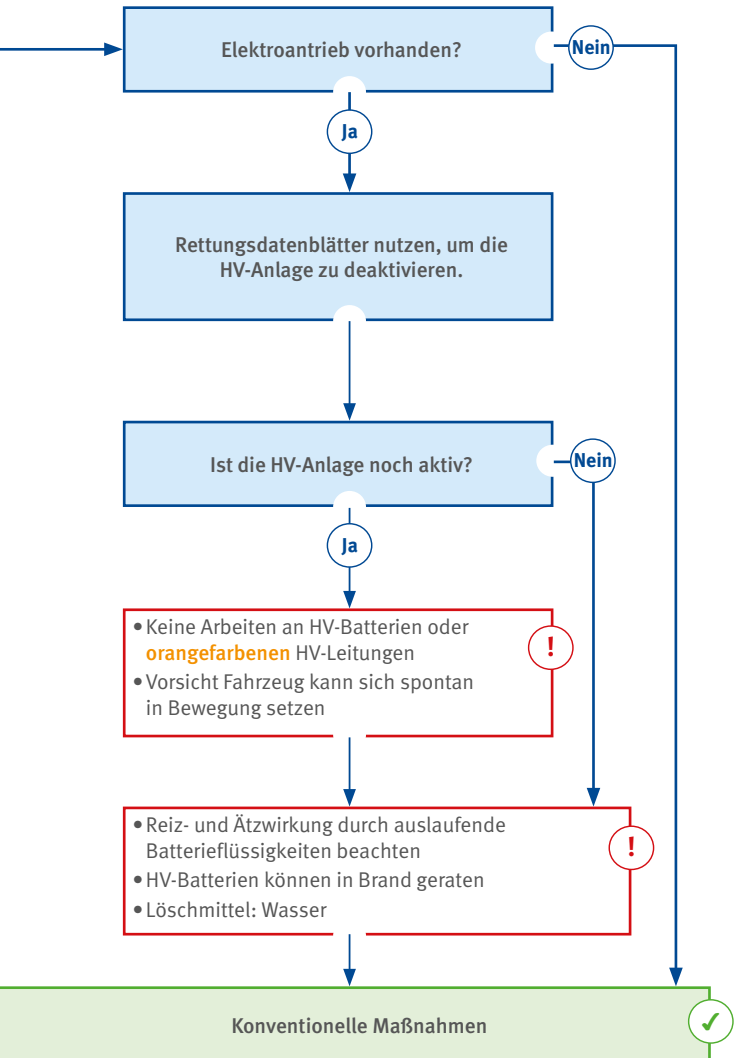 Elektroantrieb vorhanden?
Nein
Ja
Rettungsdatenblätter nutzen, um die
HV-Anlage zu deaktivieren.
Ist die HV-Anlage noch aktiv?
Nein
Ja
• Keine Arbeiten an HV-Batterien oder
orangefarbenen HV-Leitungen
• Vorsicht Fahrzeug kann sich spontan
in Bewegung setzen
!
• Reiz- und Ätzwirkung durch auslaufende
Batterieflüssigkeiten beachten
• HV-Batterien können in Brand geraten
• Löschmittel: Wasser
!
Konventionelle Maßnahmen
✓